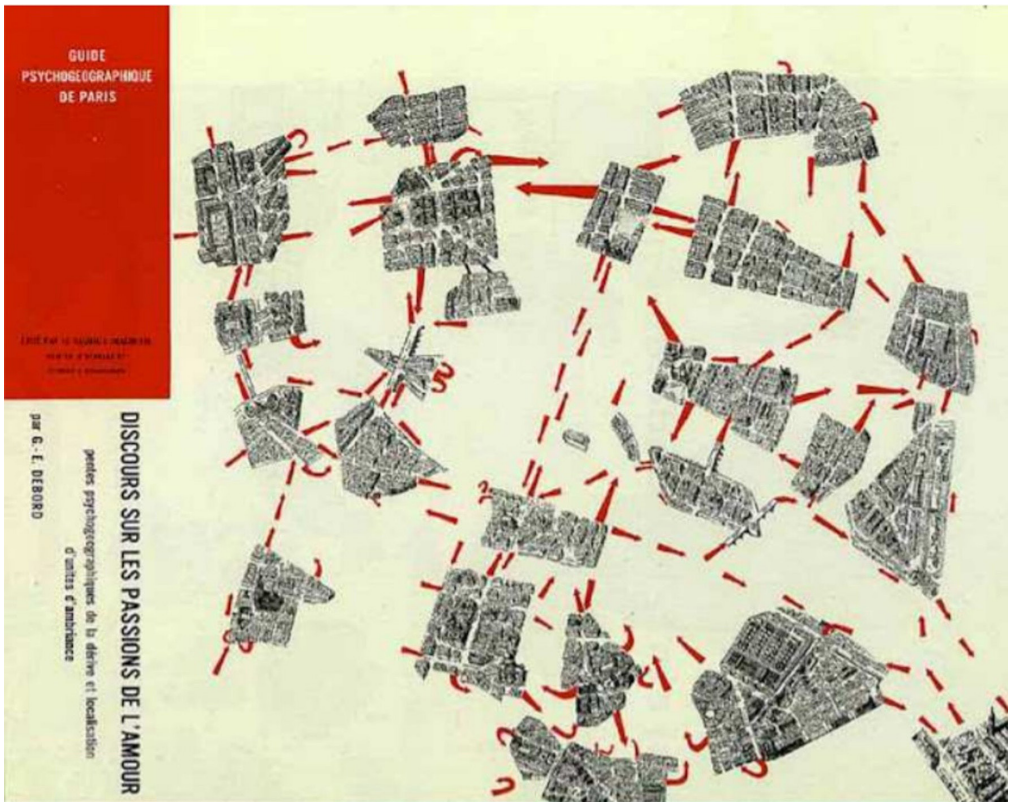 GUIDE
PSYCHOGEOGRAPHIQUE
DE PARIS
DISCOURS SUR LES PASSIONS DE L'AMOUR
pentes psychogeographiques de la dérive et localisation
d'unites d'ambiance
par G.-E. DEBORD